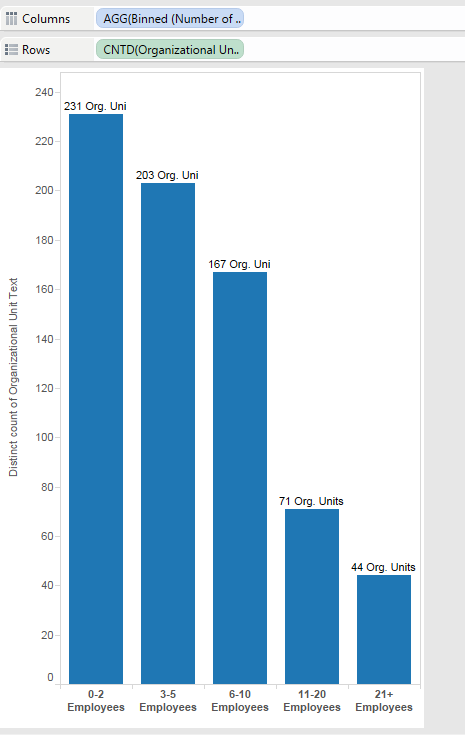 Columns AGG(Binned (Number of ..
Rows CNTD(Organizational Un..
Distinct count of Organizational Unit Text
240
220
200
180
160
140
120
100
80
60
40
20
0
231 Org. Uni
203 Org. Uni
167 Org. Uni
71 Org. Units
44 Org. Units
0-2
Employees
3-5
Employees
6-10
Employees
11-20
Employees
21+
Employees